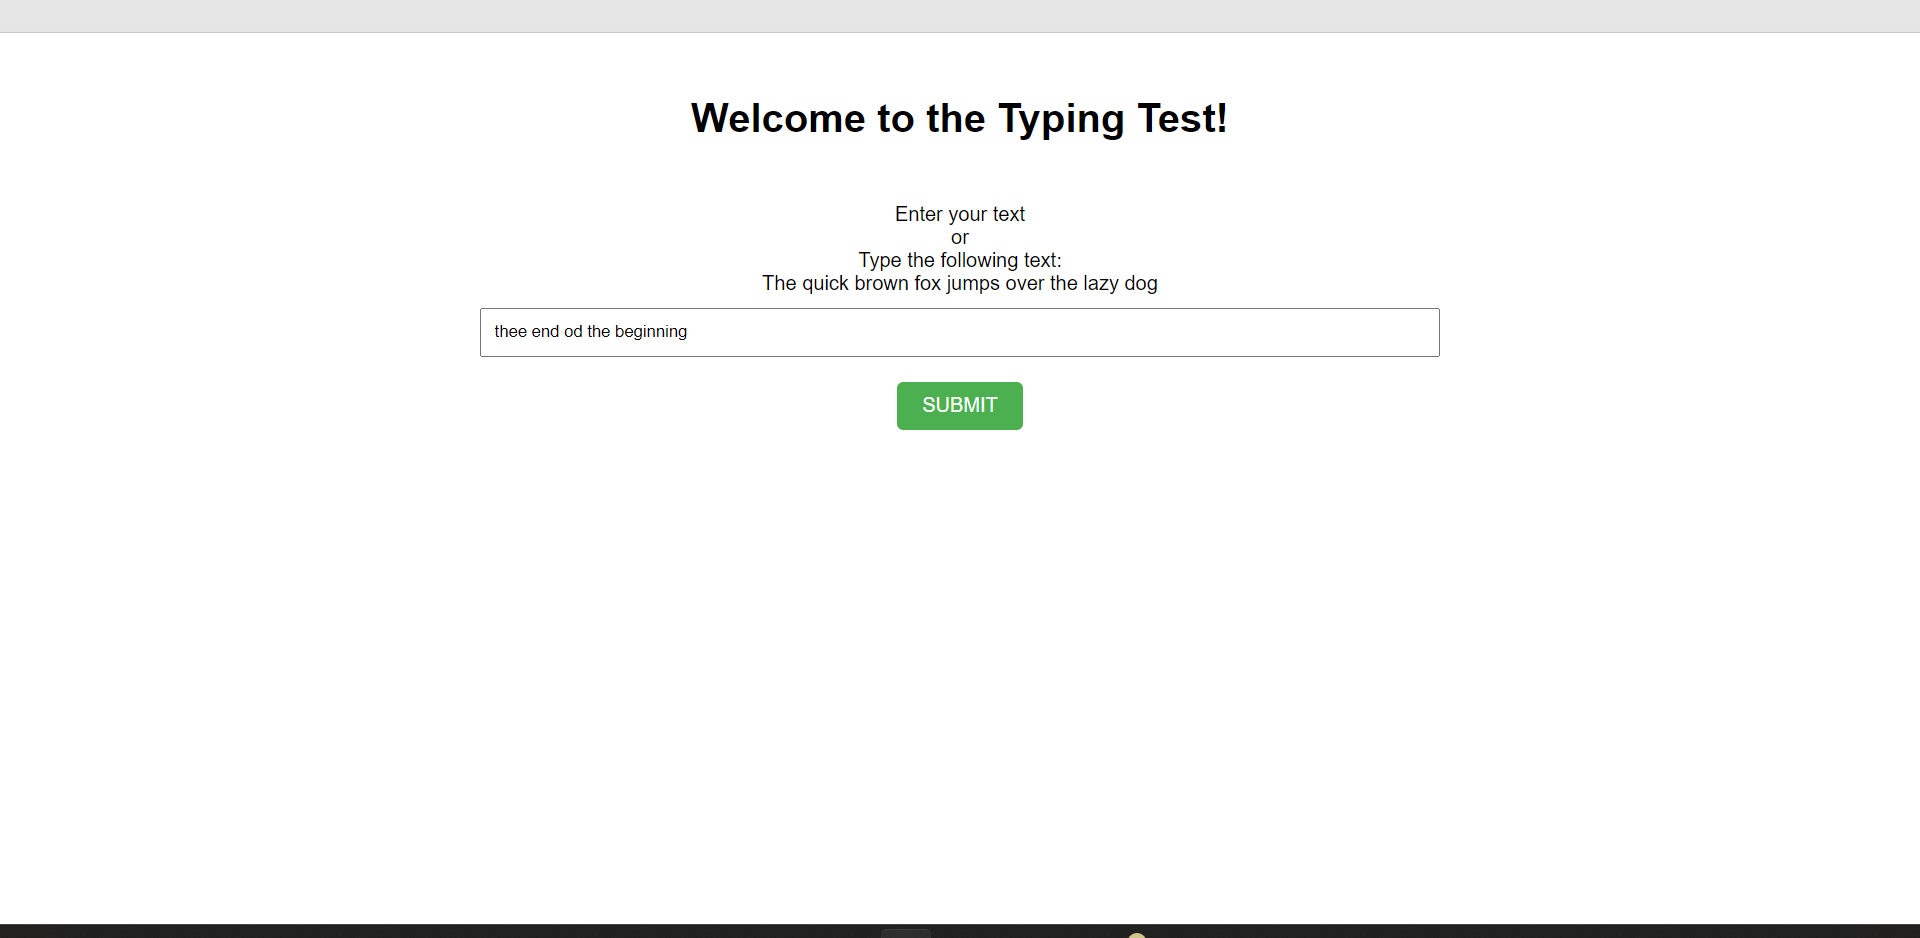 Welcome to the Typing Test!
Enter your text
or
Type the following text:
The quick brown fox jumps over the lazy dog
thee end od the beginning
SUBMIT